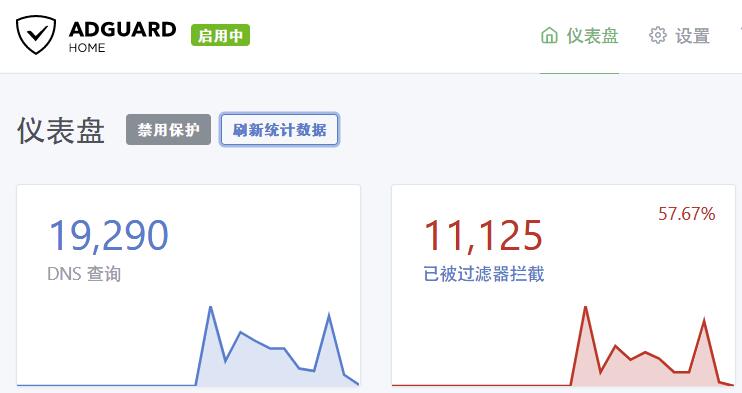 ADGUARD
HOME
启用中
仪表盘
设置
仪表盘
禁用保护
刷新统计数据
19,290
DNS 查询
57.67%
11,125
已被过滤器拦截